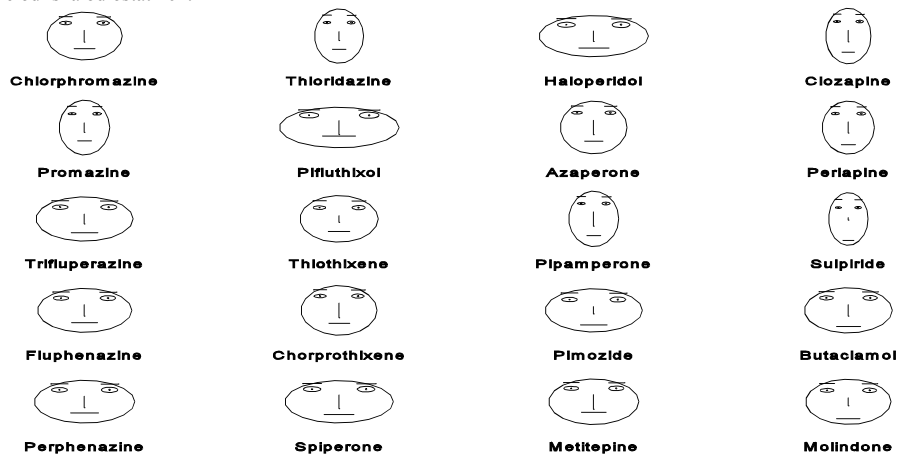 Chlorphromazine Thioridazine Haloperidol Clozapine
Promazine Pifluthixol Azaperone Perlapine
Trifluperazine Thiothixene Pipamperone Sulpiride
Fluphenazine Chorprothixene Pimozide Butaclamol
Perphenazine Spiperone Metitepine Molindone